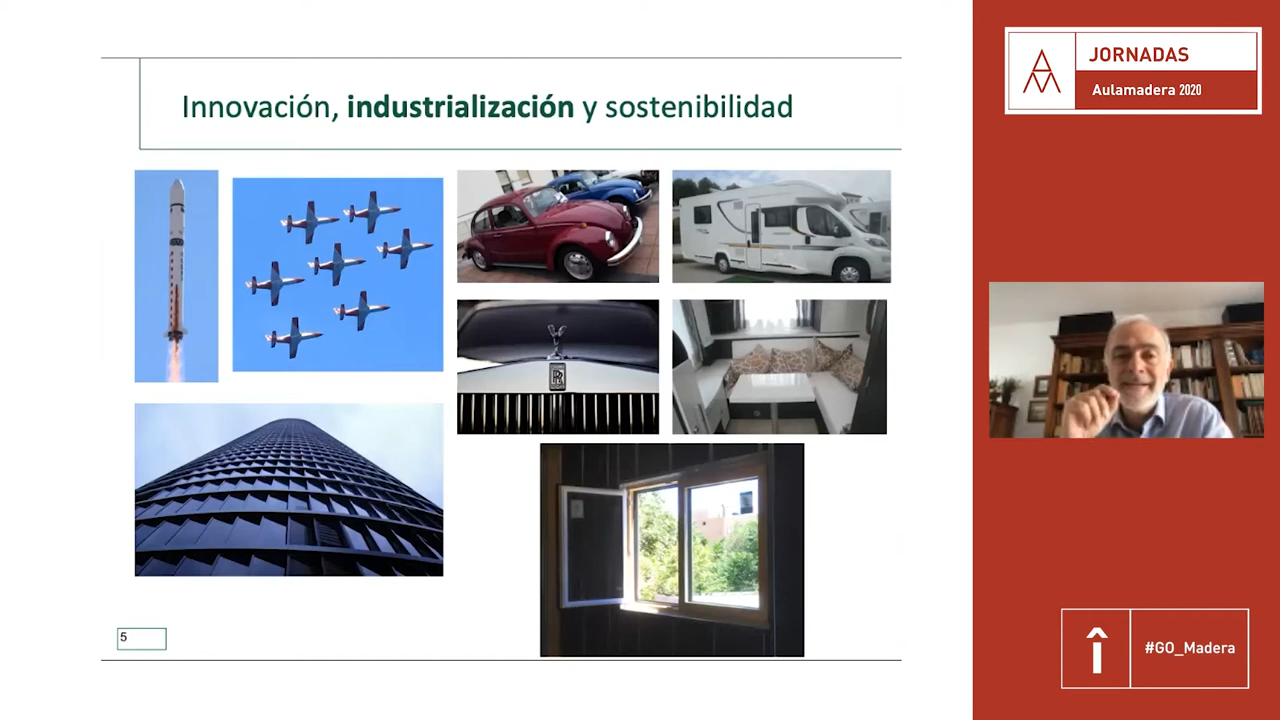 Innovación, industrialización y sostenibilidad
5
JORNADAS
Aulamadera 2020
#GO_Madera